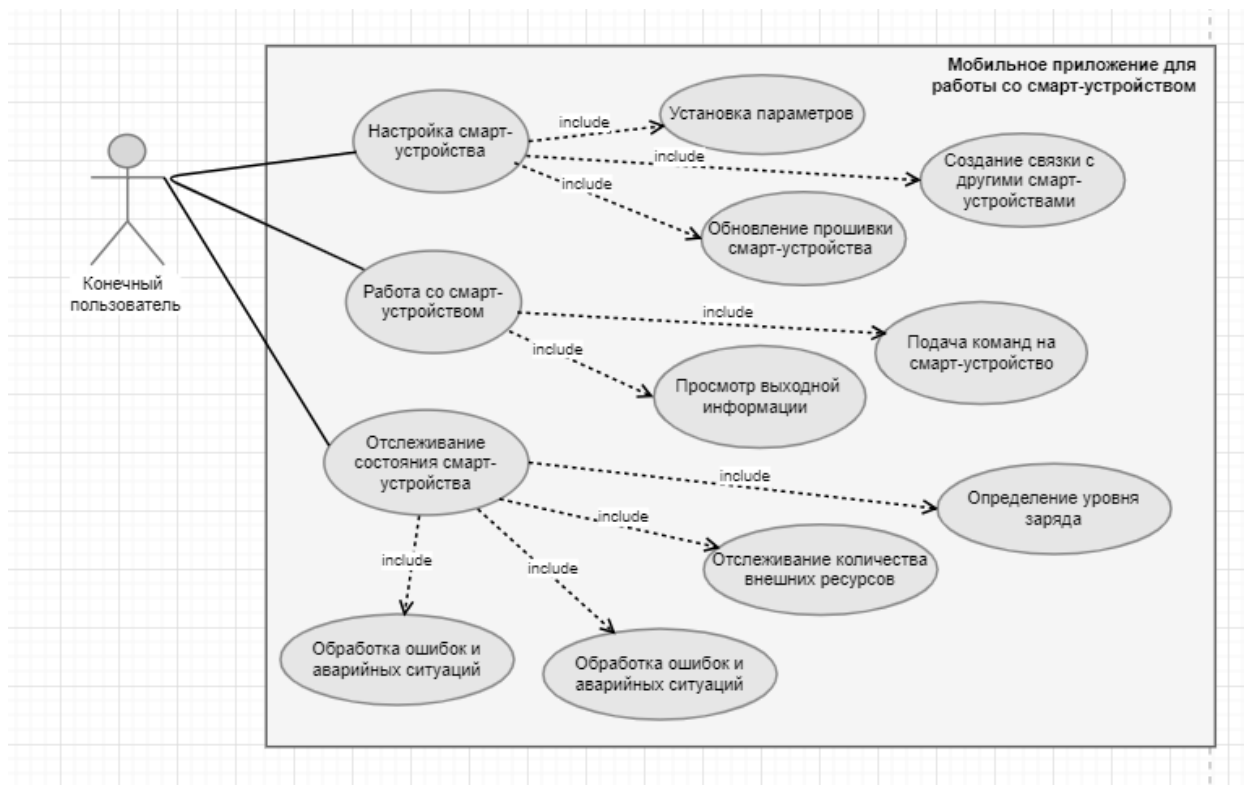 Мобильное приложение для
работы со смарт-устройством
Конечный
пользователь
Настройка смарт-
устройства
include
Установка параметров
include
Создание связки с
другими смарт-
устройствами
include
Обновление прошивки
смарт-устройства
Работа со смарт-
устройством
include
Подача команд на
смарт-устройство
include
Просмотр выходной
информации
Отслеживание
состояния смарт-
устройства
include
Определение уровня
заряда
include
Отслеживание количества
внешних ресурсов
include
Обработка ошибок и
аварийных ситуаций
include
Обработка ошибок и
аварийных ситуаций